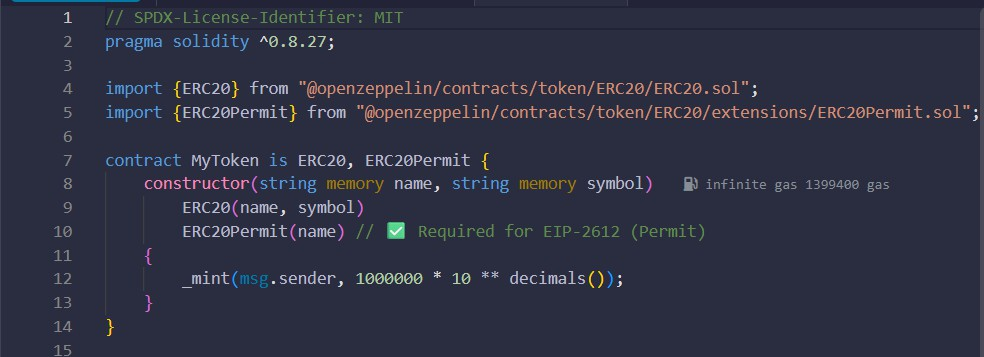 1 // SPDX-License-Identifier: MIT
2 pragma solidity ^0.8.27;
3
4 import {ERC20} from "@openzeppelin/contracts/token/ERC20/ERC20.sol";
5 import {ERC20Permit} from "@openzeppelin/contracts/token/ERC20/extensions/ERC20Permit.sol";
6
7 contract MyToken is ERC20, ERC20Permit {
8     constructor(string memory name, string memory symbol) infinite gas 1399400 gas
9         ERC20(name, symbol)
10         ERC20Permit(name) // ✅ Required for EIP-2612 (Permit)
11     {
12         _mint(msg.sender, 1000000 * 10 ** decimals());
13     }
14 }
15